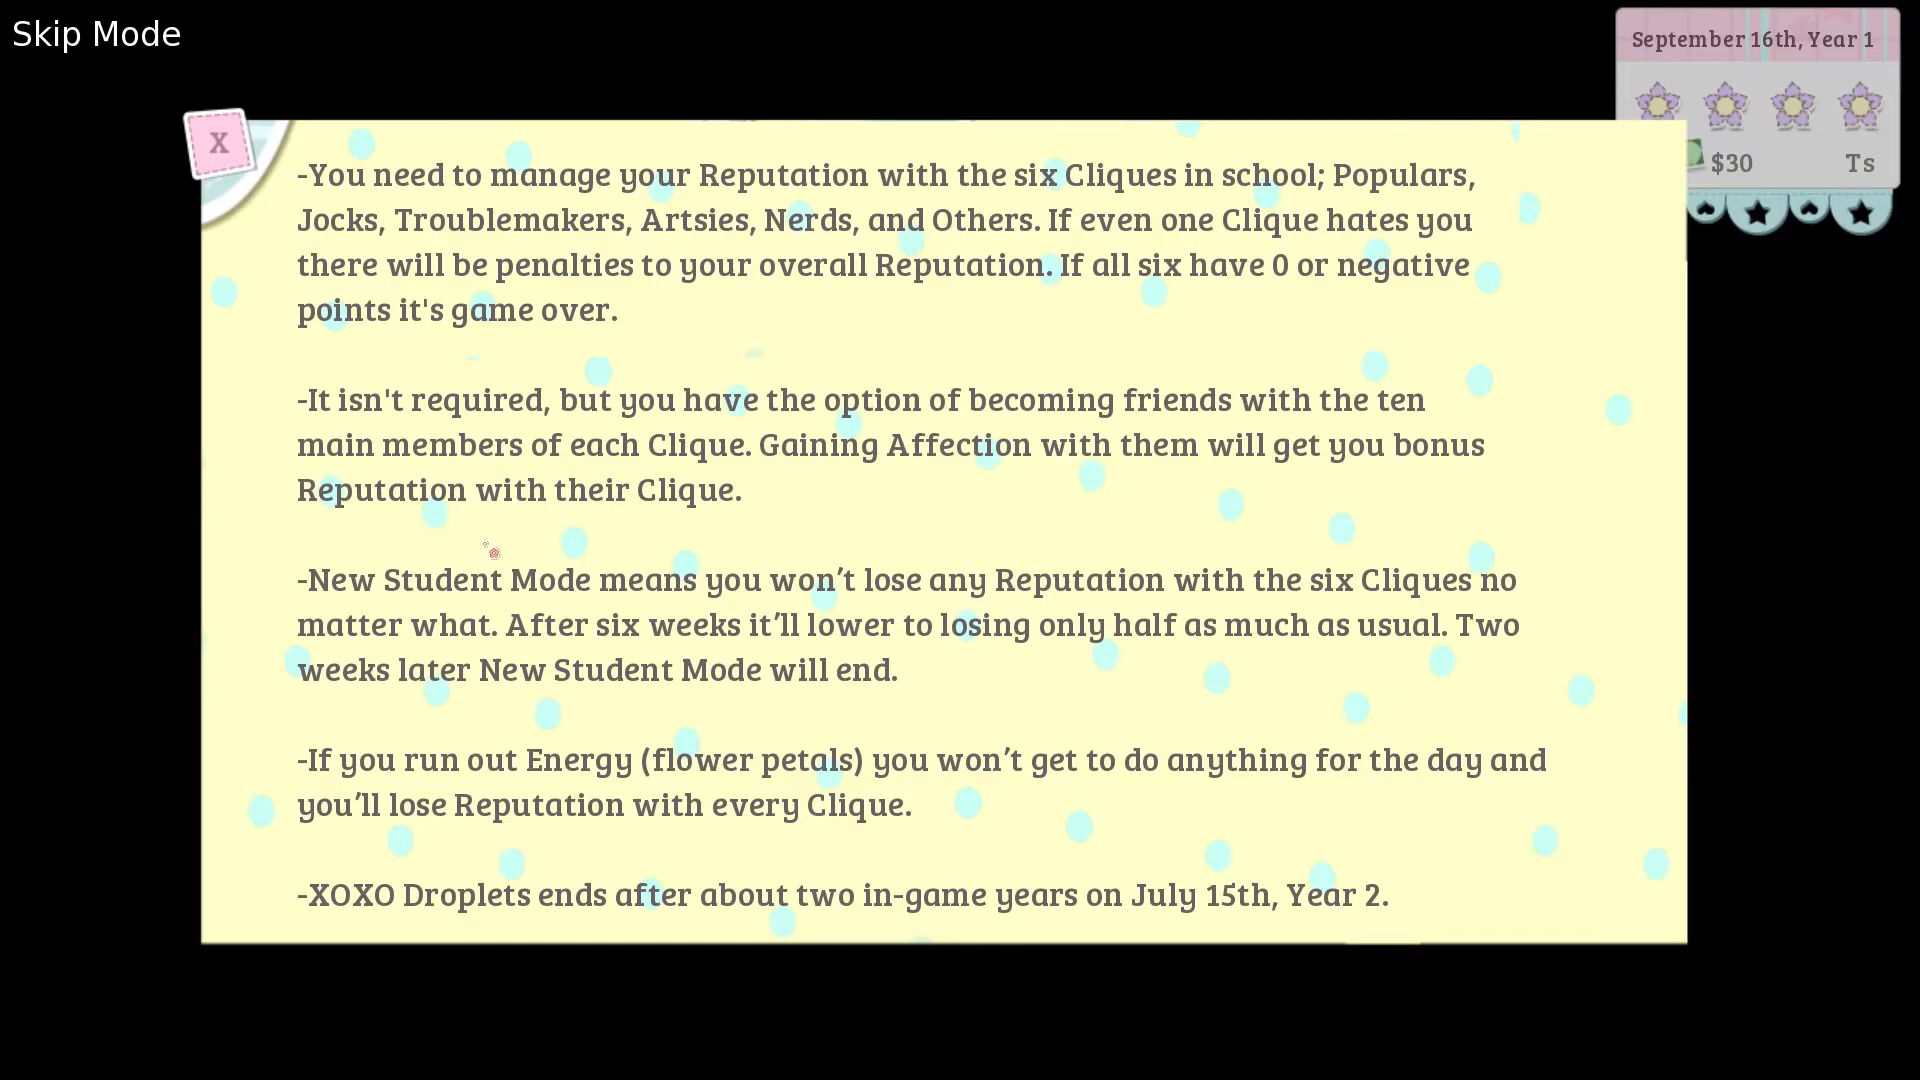 Skip Mode
September 16th, Year 1
X
$30
Ts
-You need to manage your Reputation with the six Cliques in school; Populars,
Jocks, Troublemakers, Artsies, Nerds, and Others. If even one Clique hates you
there will be penalties to your overall Reputation. If all six have 0 or negative
points it's game over.
-It isn't required, but you have the option of becoming friends with the ten
main members of each Clique. Gaining Affection with them will get you bonus
Reputation with their Clique.
-New Student Mode means you won’t lose any Reputation with the six Cliques no
matter what. After six weeks it’ll lower to losing only half as much as usual. Two
weeks later New Student Mode will end.
-If you run out Energy (flower petals) you won’t get to do anything for the day and
you’ll lose Reputation with every Clique.
-XOXO Droplets ends after about two in-game years on July 15th, Year 2.